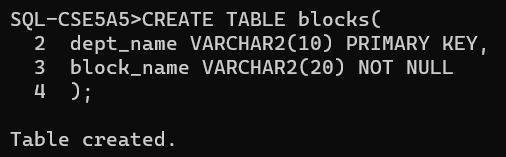 SQL-CSE5A5>CREATE TABLE blocks(
  2  dept_name VARCHAR2(10) PRIMARY KEY,
  3  block_name VARCHAR2(20) NOT NULL
  4  );
Table created.